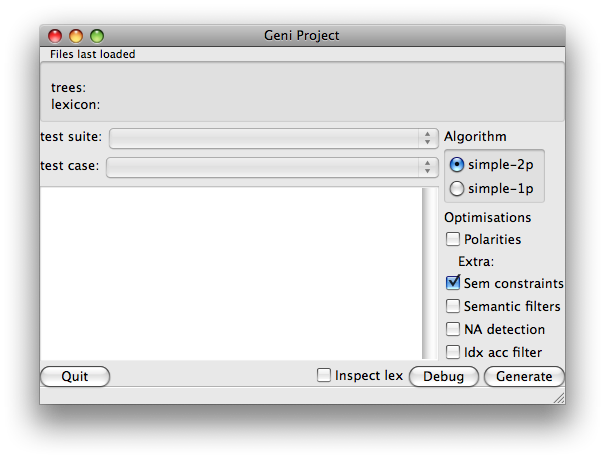 Geni Project
Files last loaded
trees:
lexicon:
test suite:
test case:
Algorithm
simple-2p
simple-1p
Optimisations
Polarities
Extra:
Sem constraints
Semantic filters
NA detection
Idx acc filter
Quit
Inspect lex
Debug
Generate